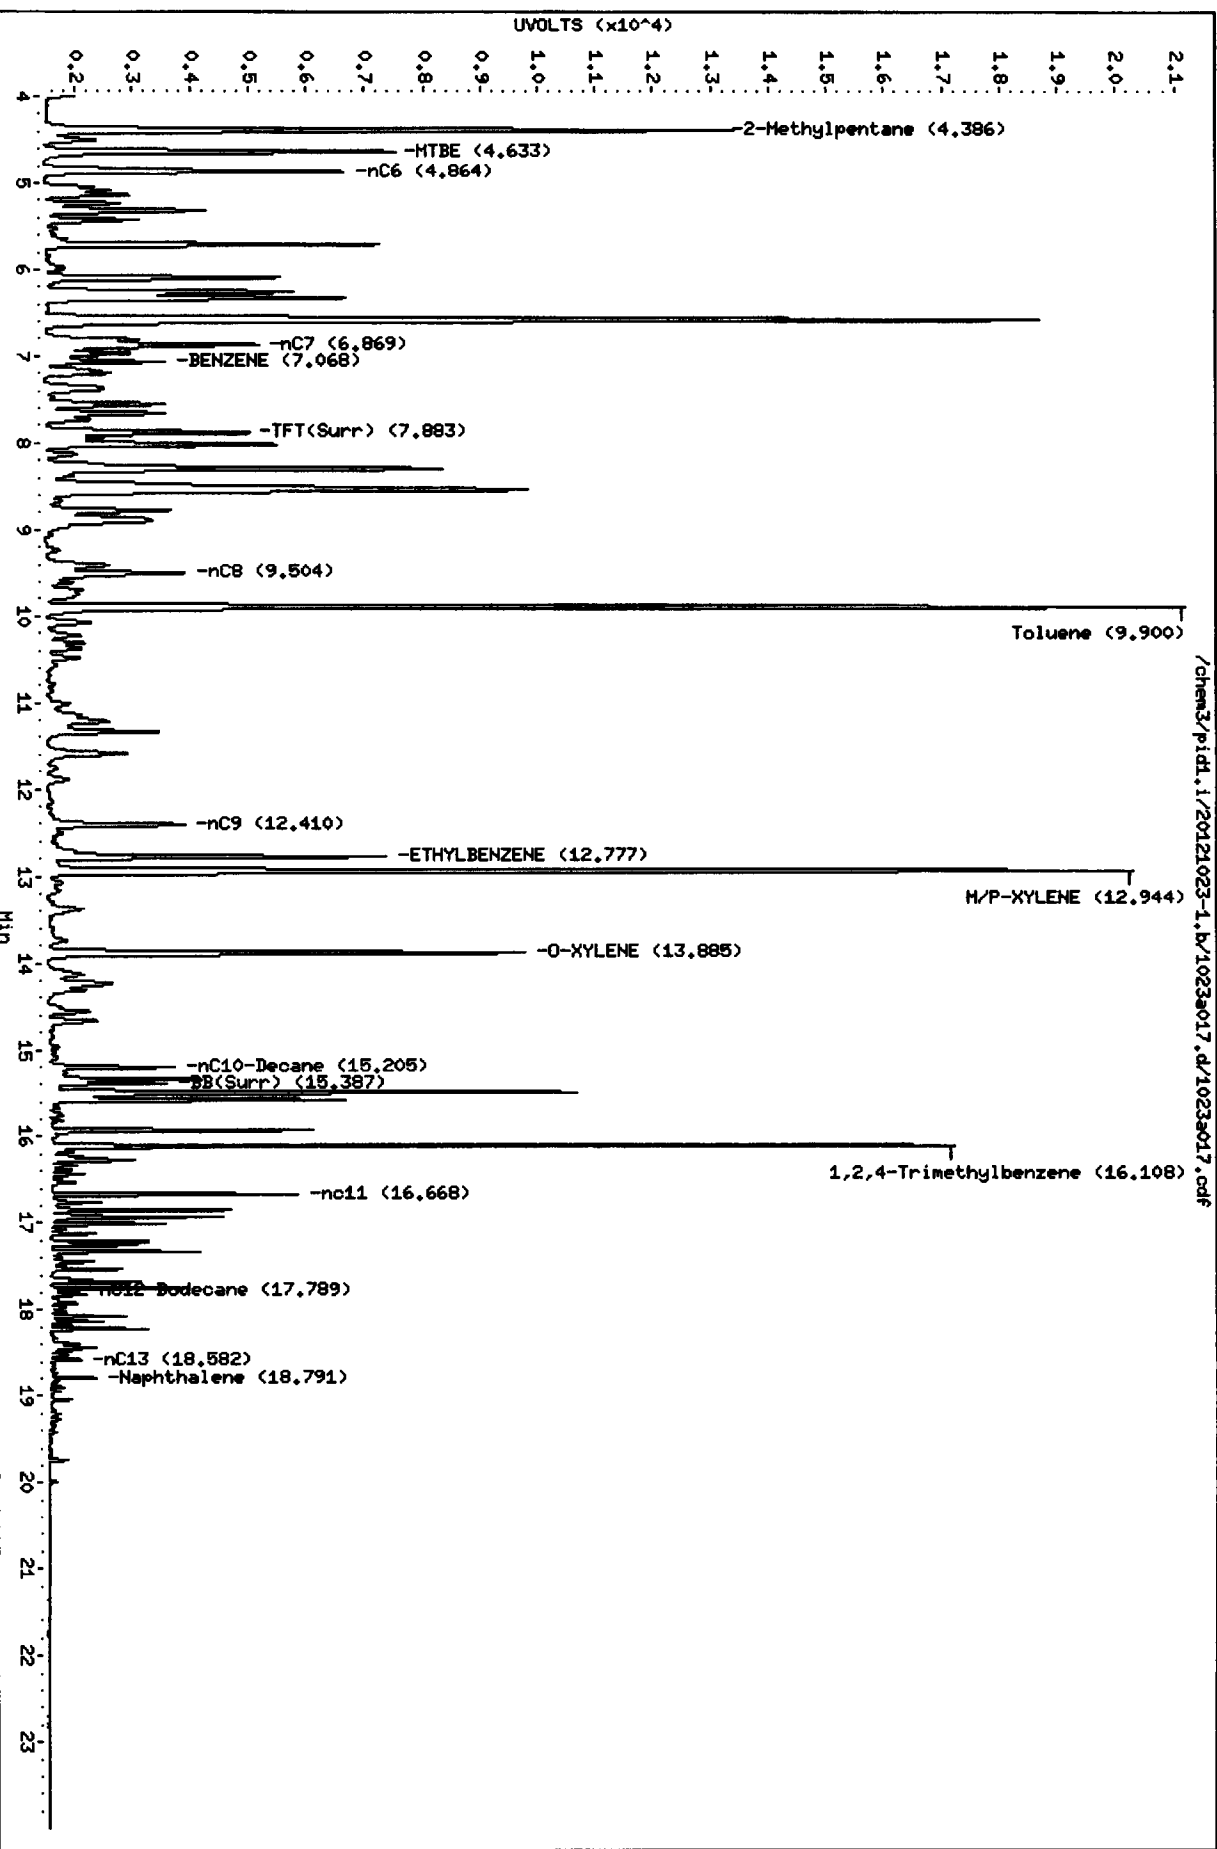 /chem3/pid1.i/20121023-1.b/1023a017.d/1023a017.cdf
UVOLTS (x10^4)
0.2
0.3
0.4
0.5
0.6
0.7
0.8
0.9
1.0
1.1
1.2
1.3
1.4
1.5
1.6
1.7
1.8
1.9
2.0
2.1
-2-Methylpentane (4.386)
-MTBE (4.633)
-nC6 (4.864)
-nC7 (6.869)
-BENZENE (7.068)
-TFT(Surr) (7.883)
-nC8 (9.504)
Toluene (9.900)
-nC9 (12.410)
-ETHYLBENZENE (12.777)
M/P-XYLENE (12.944)
-O-XYLENE (13.885)
-nC10-Decane (15.205)
-BB(Surr) (15.387)
1,2,4-Trimethylbenzene (16.108)
-nc11 (16.668)
-nC12-Dodecane (17.789)
-nC13 (18.582)
-Naphthalene (18.791)
4
5
6
7
8
9
10
11
12
13
14
15
16
17
18
19
20
21
22
23
Min